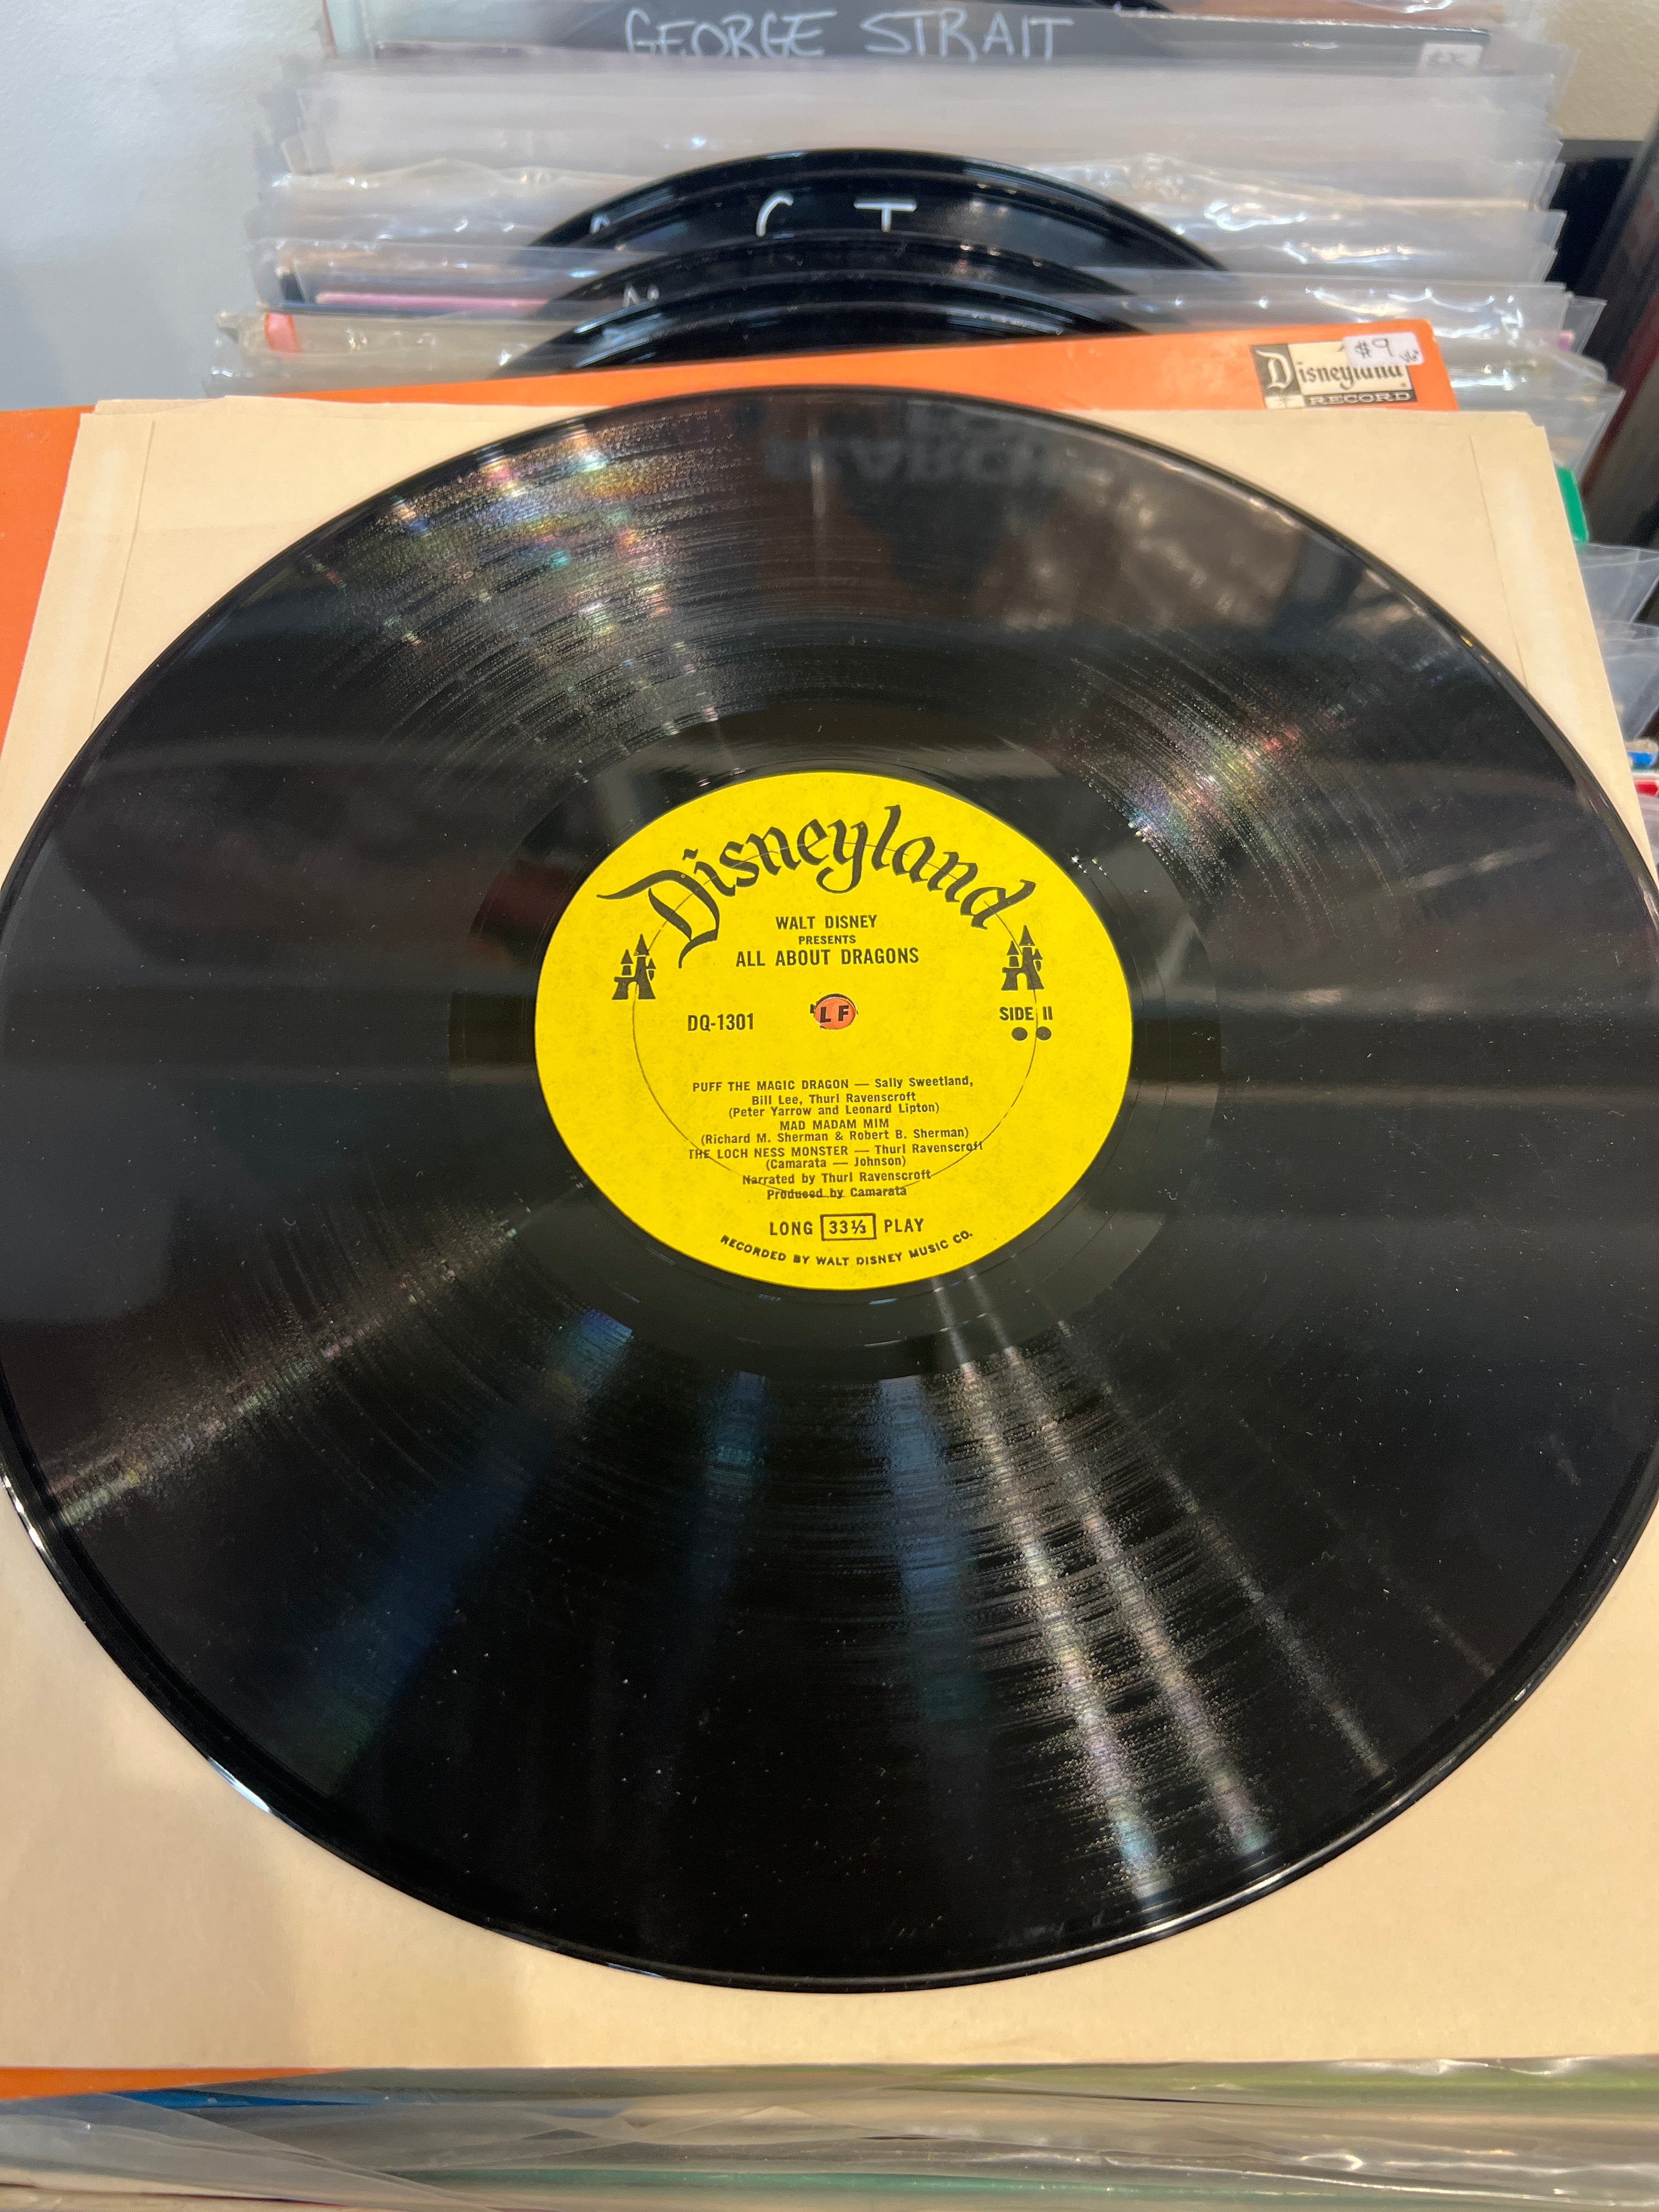 GEORGE STRAIT
C T
$9
Disneyland
RECORD
Disneyland
WALT DISNEY
PRESENTS
ALL ABOUT DRAGONS
LF
DQ-1301
SIDE II
PUFF THE MAGIC DRAGON — Sally Sweetland,
Bill Lee, Thurl Ravenscroft
(Peter Yarrow and Leonard Lipton)
MAD MADAM MIM
(Richard M. Sherman & Robert B. Sherman)
THE LOCH NESS MONSTER — Thurl Ravenscroft
(Camarata — Johnson)
Narrated by Thurl Ravenscroft
Produced by Camarata
LONG 33⅓ PLAY
RECORDED BY WALT DISNEY MUSIC CO.